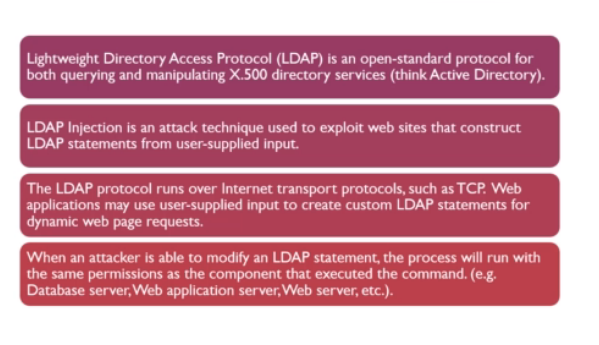 Lightweight Directory Access Protocol (LDAP) is an open-standard protocol for
both querying and manipulating X.500 directory services (think Active Directory).
LDAP Injection is an attack technique used to exploit web sites that construct
LDAP statements from user-supplied input.
The LDAP protocol runs over Internet transport protocols, such as TCP. Web
applications may use user-supplied input to create custom LDAP statements for
dynamic web page requests.
When an attacker is able to modify an LDAP statement, the process will run with
the same permissions as the component that executed the command. (e.g.
Database server, Web application server, Web server, etc.).